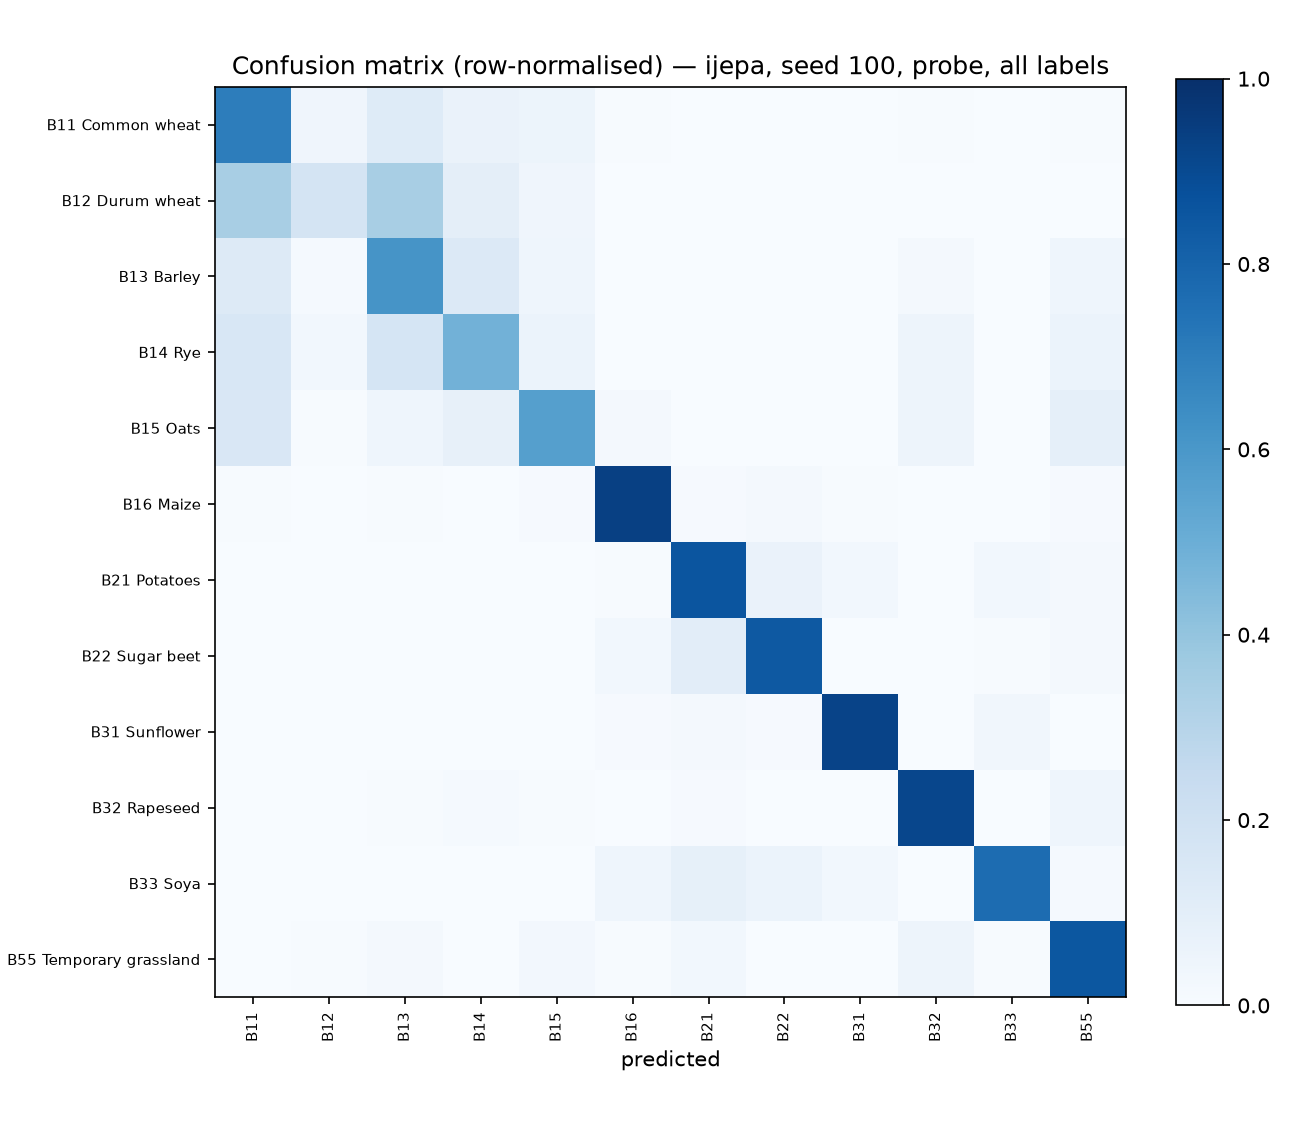 Confusion matrix (row-normalised) — ijepa, seed 100, probe, all labels
B11 Common wheat
B12 Durum wheat
B13 Barley
B14 Rye
B15 Oats
B16 Maize
B21 Potatoes
B22 Sugar beet
B31 Sunflower
B32 Rapeseed
B33 Soya
B55 Temporary grassland
B11 B12 B13 B14 B15 B16 B21 B22 B31 B32 B33 B55
predicted
1.0
0.8
0.6
0.4
0.2
0.0